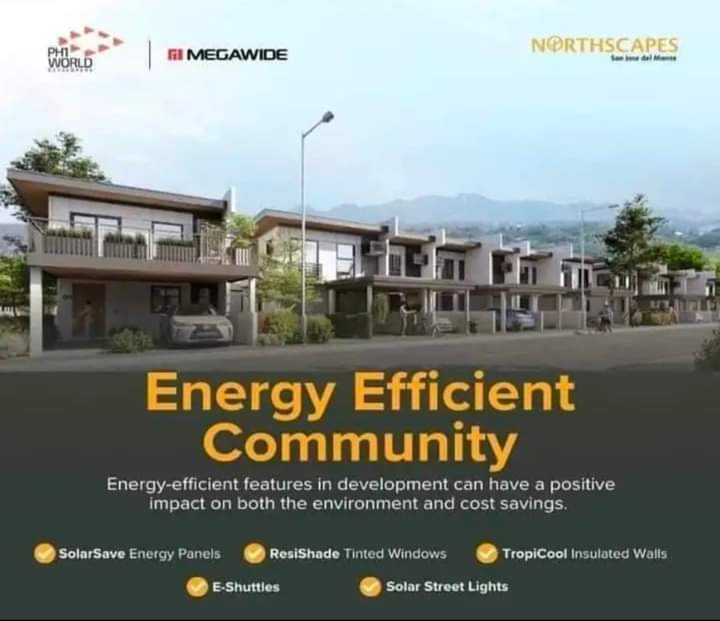 PH1
WORLD
DEVELOPERS
MEGAWIDE
NORTHSCAPES
San Jose del Monte
Energy Efficient
Community
Energy-efficient features in development can have a positive
impact on both the environment and cost savings.
SolarSave Energy Panels
ResiShade Tinted Windows
TropiCool Insulated Walls
E-Shuttles
Solar Street Lights